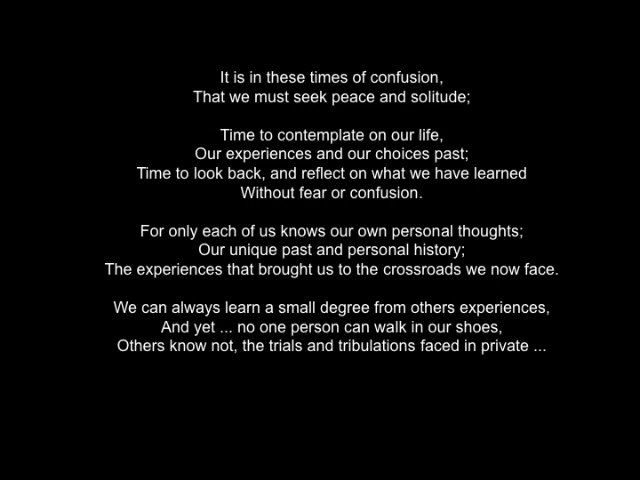 It is in these times of confusion,
That we must seek peace and solitude;
Time to contemplate on our life,
Our experiences and our choices past;
Time to look back, and reflect on what we have learned
Without fear or confusion.
For only each of us knows our own personal thoughts;
Our unique past and personal history;
The experiences that brought us to the crossroads we now face.
We can always learn a small degree from others experiences,
And yet ... no one person can walk in our shoes,
Others know not, the trials and tribulations faced in private ...